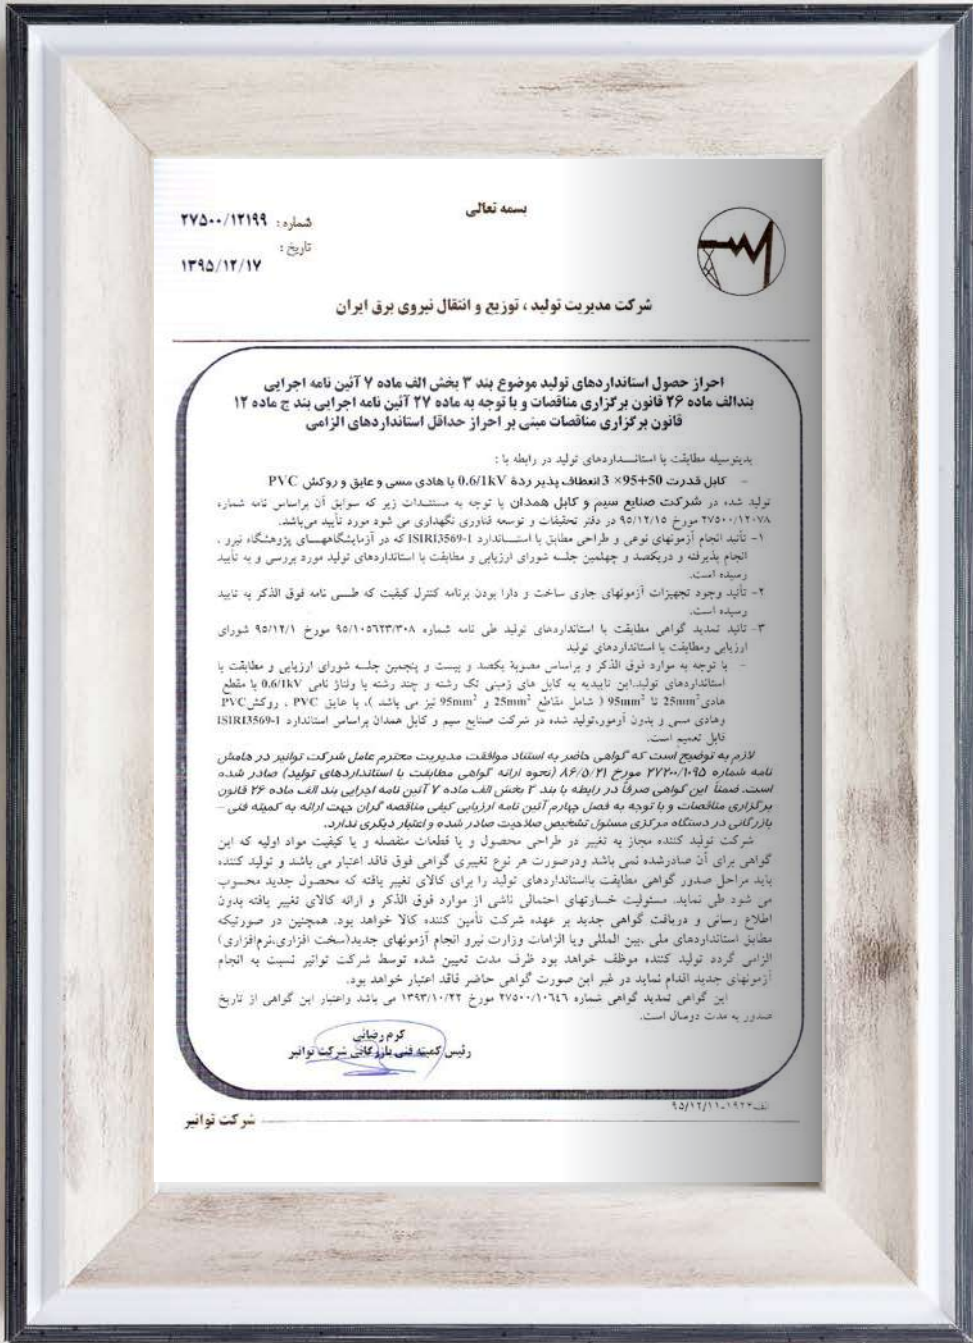 بسمه تعالی
شماره : ۲۷۵۰۰/۱۲۱۹۹
تاریخ :
۱۳۹۵/۱۲/۱۷
شرکت مدیریت تولید ، توزیع و انتقال نیروی برق ایران
احراز حصول استانداردهای تولید موضوع بند ۳ بخش الف ماده ۷ آئین نامه اجرایی
بندالف ماده ۲۶ قانون برگزاری مناقصات و با توجه به ماده ۲۷ آئین نامه اجرایی بند ج ماده ۱۲
قانون برگزاری مناقصات مبنی بر احراز حداقل استانداردهای الزامی
بدینوسیله مطابقت با استانــدارد‌های تولید در رابطه با :
- کابل قدرت 50+95× 3 انعطاف پذیر ردة 0.6/1kV با هادی مسی و عایق و روکش PVC
تولید شده در شرکت صنایع سیم و کابل همدان با توجه به مستندات زیر که سوابق آن براساس نامه شماره
۲۷۵۰۰/۱۲۰۷۸ مورخ ۹۵/۱۲/۱۵ در دفتر تحقیقات و توسعه فناوری نگهداری می شود مورد تأیید می‌باشد.
۱- تأئید انجام آزمونهای نوعی و طراحی مطابق با استــاندارد ISIRI3569-1 که در آزمایشگاههــای پژوهشگاه نیرو ،
انجام پذیرفته و دریکصد و چهلمین جلسه شورای ارزیابی و مطابقت با استانداردهای تولید مورد بررسی و به تأیید
رسیده است.
۲- تأئید وجود تجهیزات آزمونهای جاری ساخت و دارا بودن برنامه کنترل کیفیت که طــی نامه فوق الذکر به تایید
رسیده است.
۳- تائید تمدید گواهی مطابقت با استانداردهای تولید طی نامه شماره ۹۵/۱۰۵۶۲۳/۳۰۸ مورخ ۹۵/۱۲/۱ شورای
ارزیابی ومطابقت با استانداردهای تولید
- با توجه به موارد فوق الذکر و براساس مصوبة یکصد و بیست و پنجمین جلسه شورای ارزیابی و مطابقت با
استانداردهای تولید،این تاییدیه به کابل های زمینی تک رشته و چند رشته با ولتاژ نامی 0.6/1kV با مقطع
هادی 25mm² تا 95mm² ( شامل مقاطع 25mm² و 95mm² نیز می باشد )، با عایق PVC ، روکش PVC
وهادی مسی و بدون آرمور،تولید شده در شرکت صنایع سیم و کابل همدان براساس استاندارد ISIRI3569-1
قابل تعمیم است.
لازم به توضیح است که گواهی حاضر به استناد موافقت مدیریت محترم عامل شرکت توانیر در هامش
نامه شماره ۲۷۲۰۰/۱۰۹۵ مورخ ۸۶/۵/۲۱ (نحوه ارائه گواهی مطابقت با استانداردهای تولید) صادر شده
است. ضمناً این گواهی صرفاً در رابطه با بند ۳ بخش الف ماده ۷ آئین نامه اجرایی بند الف ماده ۲۶ قانون
برگزاری مناقصات و با توجه به فصل چهارم آئین نامه ارزیابی کیفی مناقصه گران جهت ارائه به کمیته فنی –
بازرگانی در دستگاه مرکزی مسئول تشخیص صلاحیت صادر شده و اعتبار دیگری ندارد.
شرکت تولید کننده مجاز به تغییر در طراحی محصول و یا قطعات منفصله و یا کیفیت مواد اولیه که این
گواهی برای آن صادرشده نمی باشد ودرصورت هر نوع تغییری گواهی فوق فاقد اعتبار می باشد و تولید کننده
باید مراحل صدور گواهی مطابقت بااستانداردهای تولید را برای کالای تغییر یافته که محصول جدید محسوب
می شود طی نماید. مسئولیت خسارتهای احتمالی ناشی از موارد فوق الذکر و ارائه کالای تغییر یافته بدون
اطلاع رسانی و دریافت گواهی جدید بر عهده شرکت تأمین کننده کالا خواهد بود. همچنین در صورتیکه
مطابق استانداردهای ملی ،بین المللی ویا الزامات وزارت نیرو انجام آزمونهای جدید(سخت افزاری،نرم‌افزاری)
الزامی گردد تولید کننده موظف خواهد بود ظرف مدت تعیین شده توسط شرکت توانیر نسبت به انجام
آزمونهای جدید اقدام نماید در غیر این صورت گواهی حاضر فاقد اعتبار خواهد بود.
این گواهی تمدید گواهی شماره ۲۷۵۰۰/۱۰۶۴۶ مورخ ۱۳۹۳/۱۰/۲۲ می باشد واعتبار این گواهی از تاریخ
صدور به مدت دوسال است.
کرم رضائی
رئیس کمیته فنی بازرگانی شرکت توانیر
۹۵/۱۲/۱۱-۱۹۲۴
شرکت توانیر